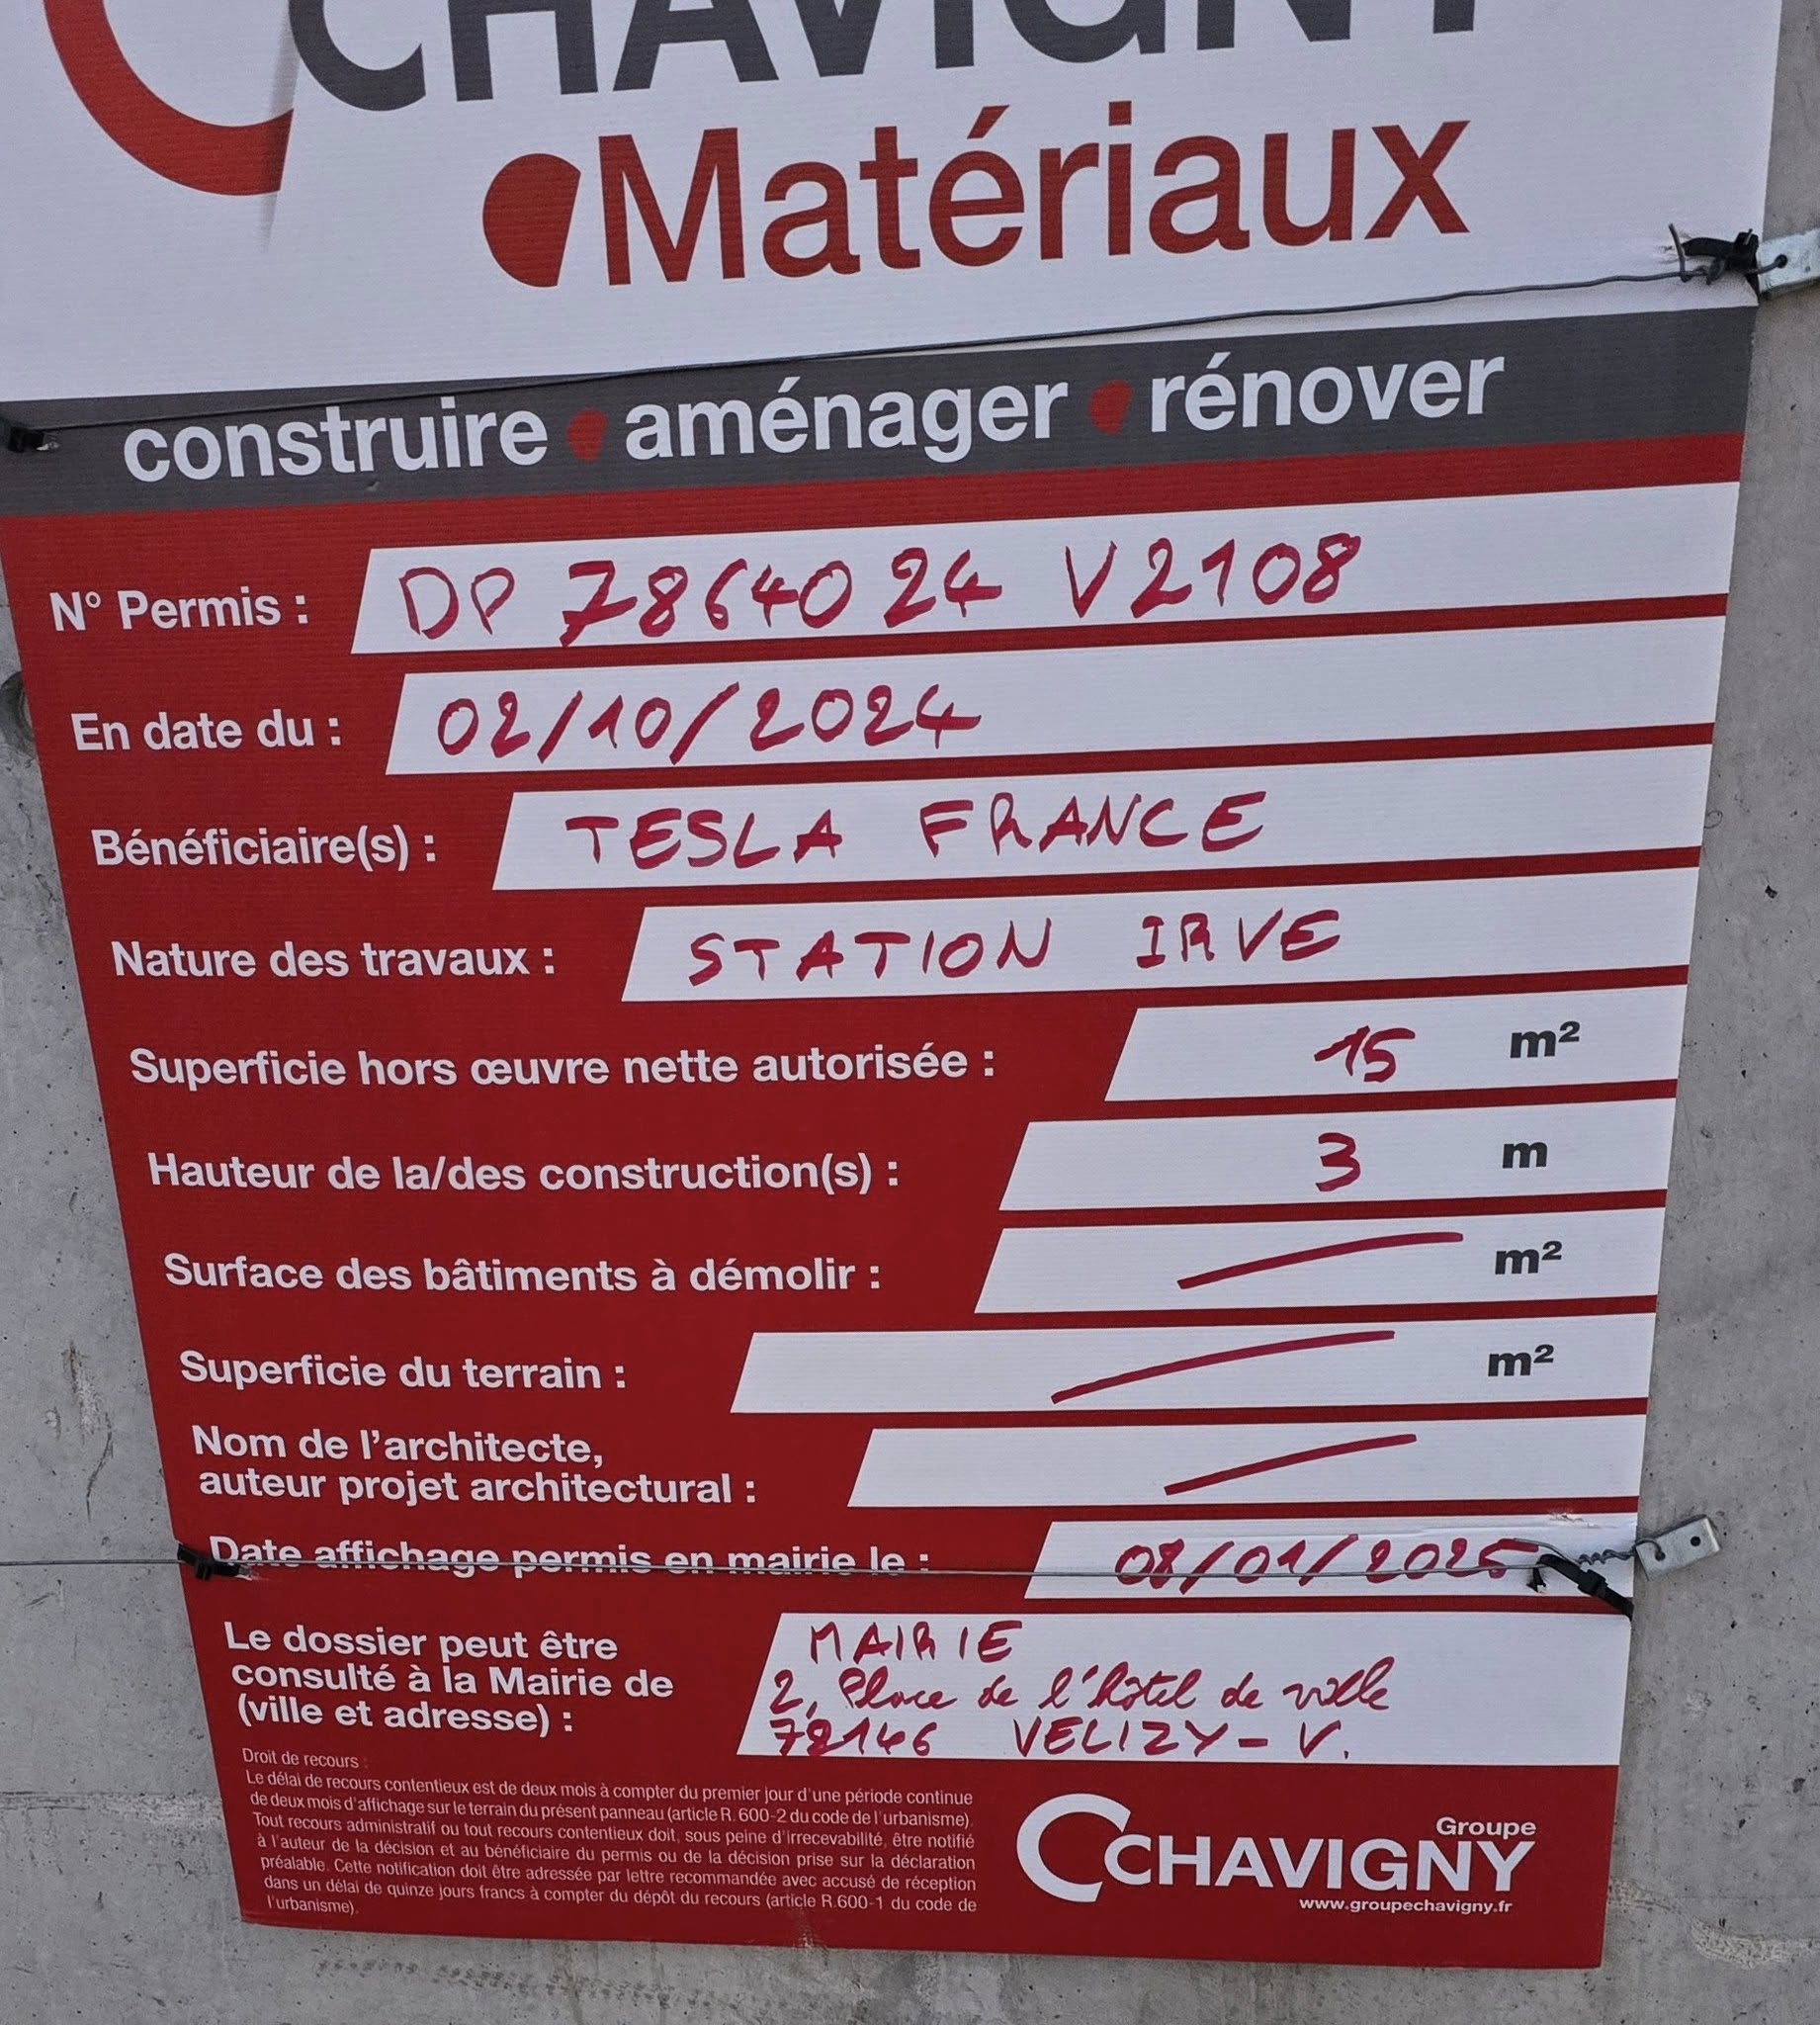 CHAVIGNY
Matériaux
construire • aménager • rénover
N° Permis : DP 78640 24 V2108
En date du : 02/10/2024
Bénéficiaire(s) : TESLA FRANCE
Nature des travaux : STATION IRVE
Superficie hors œuvre nette autorisée : 15 m²
Hauteur de la/des construction(s) : 3 m
Surface des bâtiments à démolir : m²
Superficie du terrain : m²
Nom de l'architecte,
auteur projet architectural :
Date affichage permis en mairie le : 08/01/2025
Le dossier peut être
consulté à la Mairie de
(ville et adresse) :
MAIRIE
2, Place de l'hôtel de ville
78146 VELIZY - V.
Droit de recours :
Le délai de recours contentieux est de deux mois à compter du premier jour d'une période continue
de deux mois d'affichage sur le terrain du présent panneau (article R. 600-2 du code de l'urbanisme).
Tout recours administratif ou tout recours contentieux doit, sous peine d'irrecevabilité, être notifié
à l'auteur de la décision et au bénéficiaire du permis ou de la décision prise sur la déclaration
préalable. Cette notification doit être adressée par lettre recommandée avec accusé de réception
dans un délai de quinze jours francs à compter du dépôt du recours (article R.600-1 du code de
l'urbanisme).
Groupe
CHAVIGNY
www.groupechavigny.fr